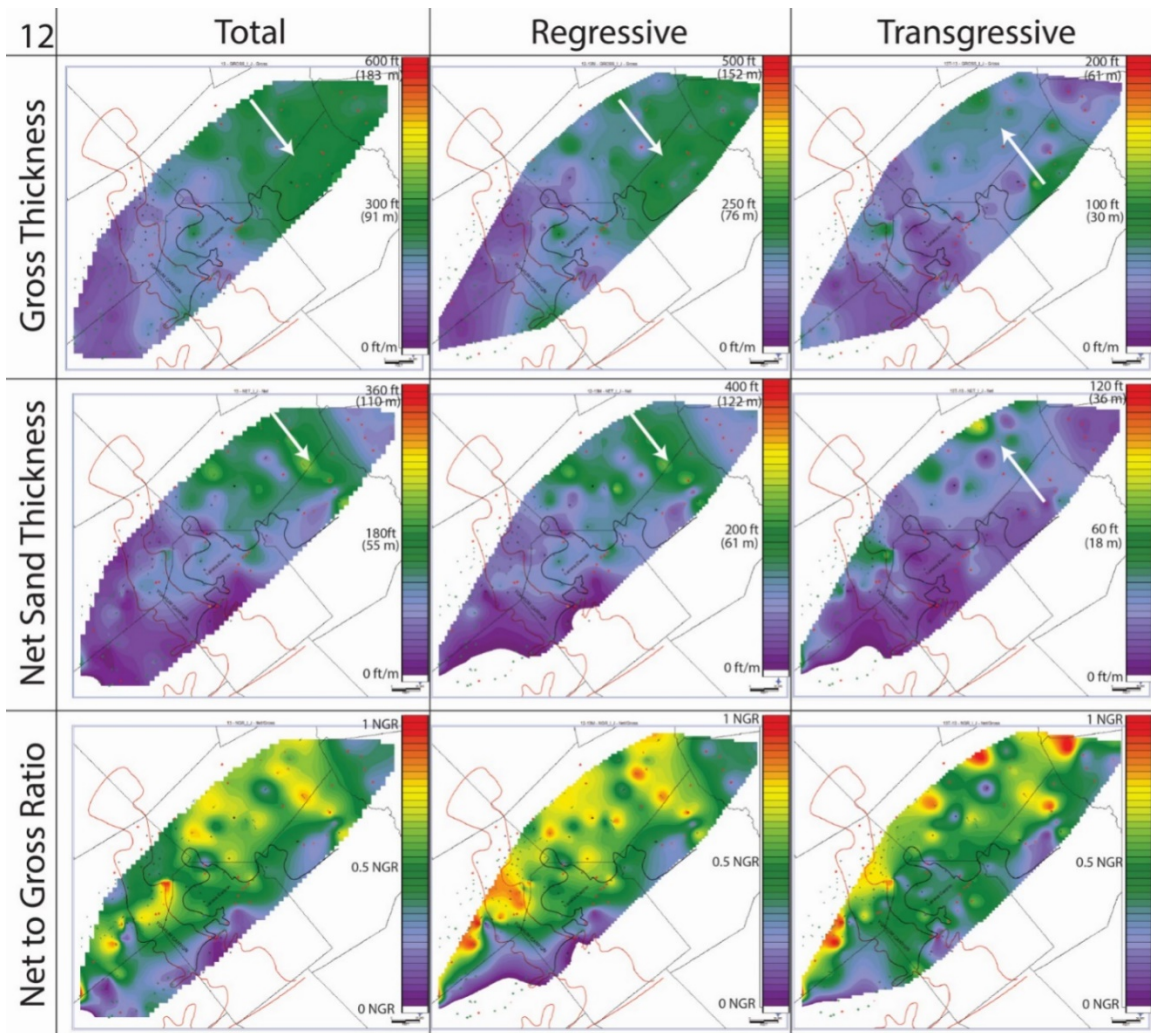 12
Total
Regressive
Transgressive
Gross Thickness
600 ft
(183 m)
300 ft
(91 m)
0 ft/m
500 ft
(152 m)
250 ft
(76 m)
0 ft/m
200 ft
(61 m)
100 ft
(30 m)
0 ft/m
Net Sand Thickness
360 ft
(110 m)
180ft
(55 m)
0 ft/m
400 ft
(122 m)
200 ft
(61 m)
0 ft/m
120 ft
(36 m)
60 ft
(18 m)
0 ft/m
Net to Gross Ratio
1 NGR
0.5 NGR
0 NGR
1 NGR
0.5 NGR
0 NGR
1 NGR
0.5 NGR
0 NGR